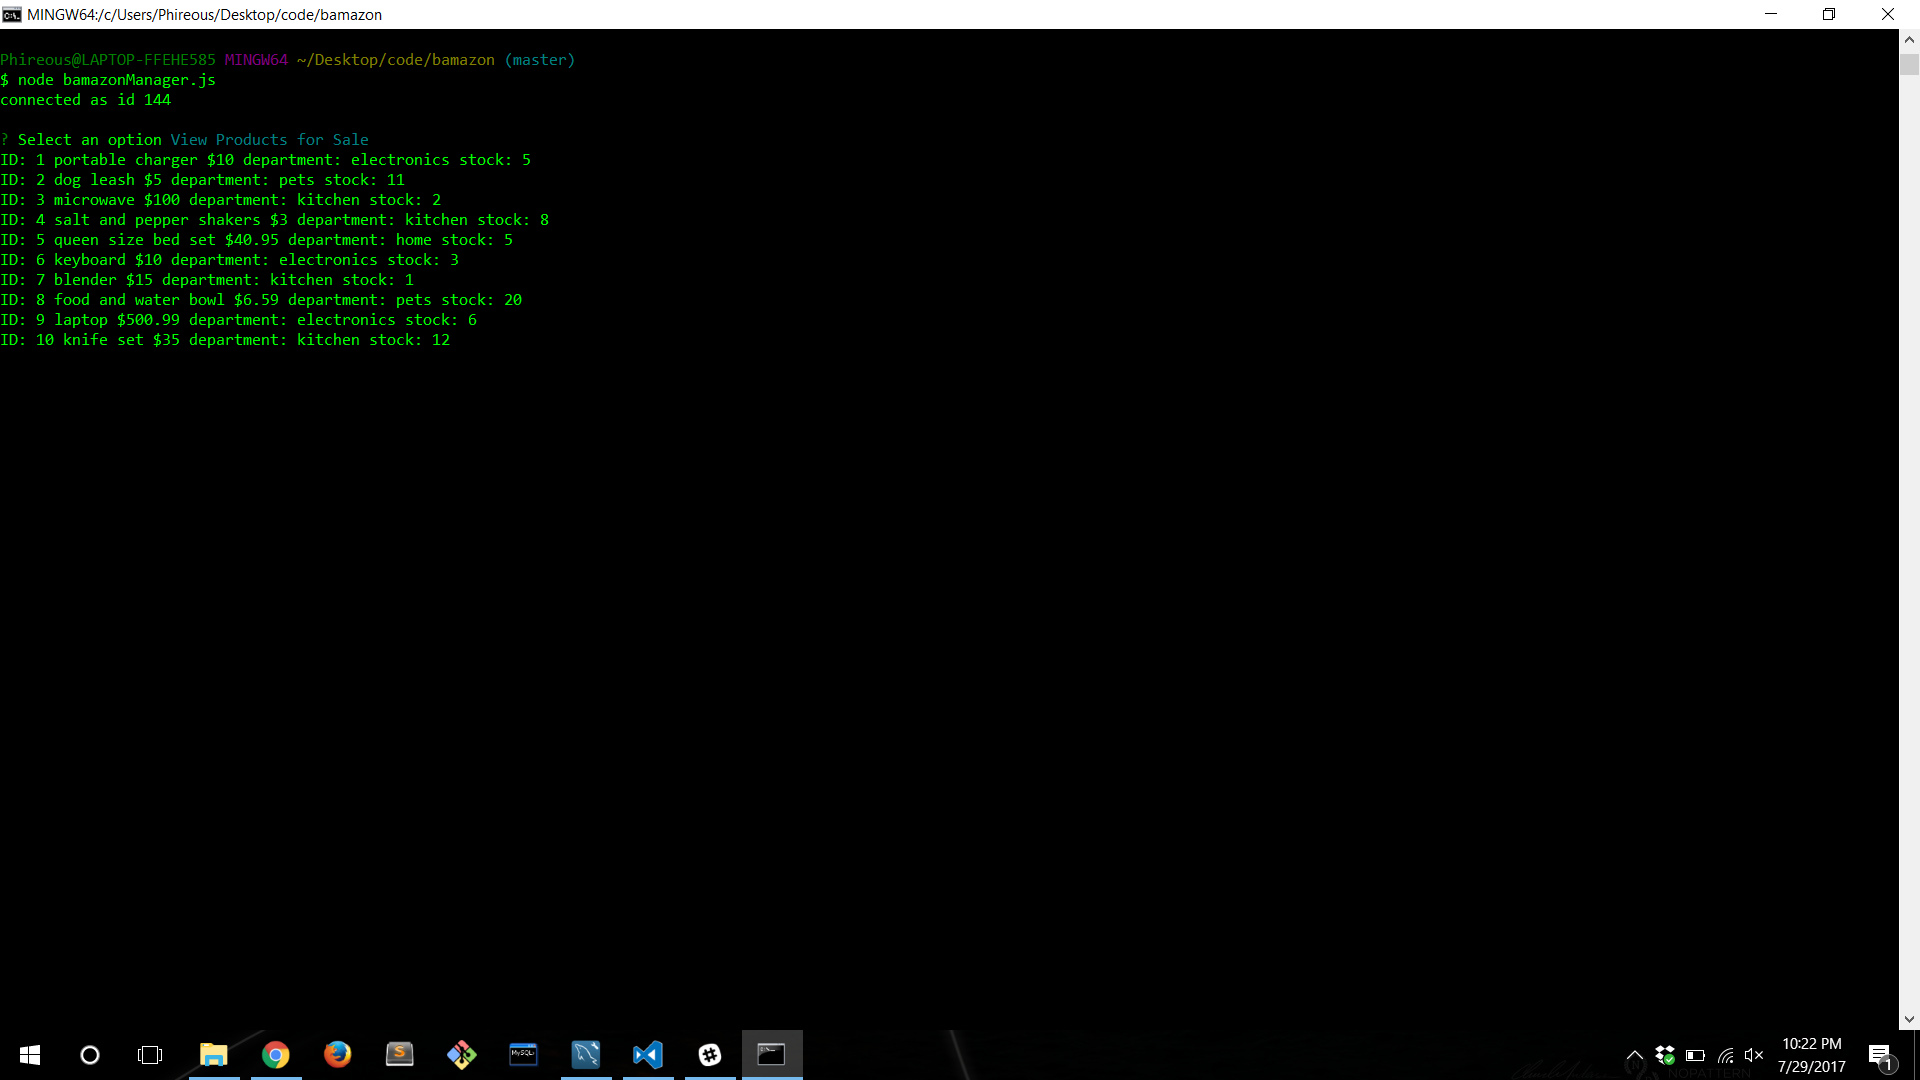 MINGW64:/c/Users/Phireous/Desktop/code/bamazon
Phireous@LAPTOP-FFEHE585 MINGW64 ~/Desktop/code/bamazon (master)
$ node bamazonManager.js
connected as id 144
? Select an option View Products for Sale
ID: 1 portable charger $10 department: electronics stock: 5
ID: 2 dog leash $5 department: pets stock: 11
ID: 3 microwave $100 department: kitchen stock: 2
ID: 4 salt and pepper shakers $3 department: kitchen stock: 8
ID: 5 queen size bed set $40.95 department: home stock: 5
ID: 6 keyboard $10 department: electronics stock: 3
ID: 7 blender $15 department: kitchen stock: 1
ID: 8 food and water bowl $6.59 department: pets stock: 20
ID: 9 laptop $500.99 department: electronics stock: 6
ID: 10 knife set $35 department: kitchen stock: 12
MySQL
10:22 PM
7/29/2017
1
NOPATTERN